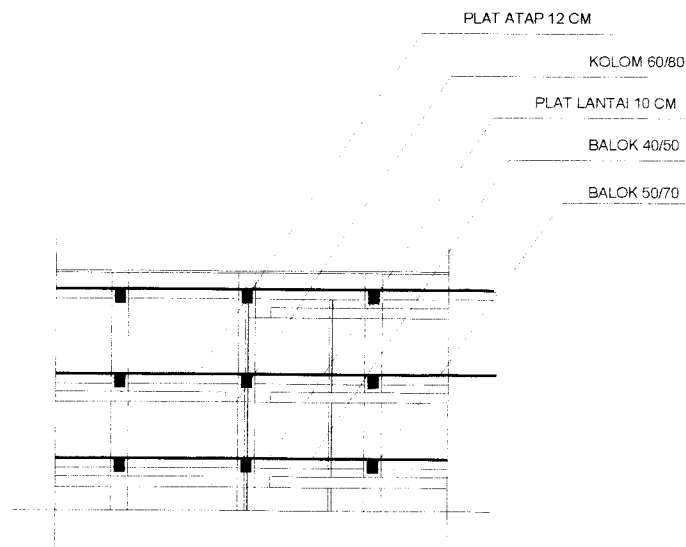 PLAT ATAP 12 CM
KOLOM 60/80
PLAT LANTAI 10 CM
BALOK 40/50
BALOK 50/70